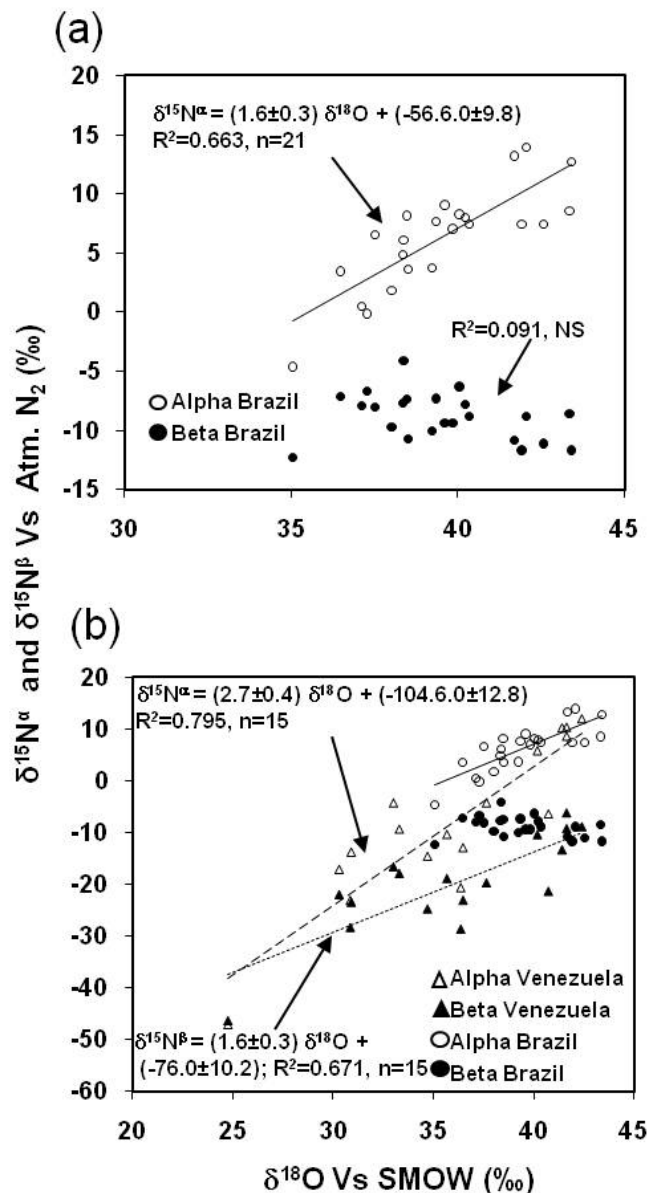 (a)
20
15
10
5
0
-5
-10
-15
δ¹⁵Nᵅ = (1.6±0.3) δ¹⁸O + (-56.6.0±9.8)
R²=0.663, n=21
R²=0.091, NS
Alpha Brazil
Beta Brazil
30 35 40 45
δ¹⁵Nᵅ and δ¹⁵Nᵝ Vs Atm. N₂ (‰)
(b)
20
10
0
-10
-20
-30
-40
-50
-60
δ¹⁵Nᵅ = (2.7±0.4) δ¹⁸O + (-104.6.0±12.8)
R²=0.795, n=15
Alpha Venezuela
Beta Venezuela
Alpha Brazil
Beta Brazil
δ¹⁵Nᵝ = (1.6±0.3) δ¹⁸O +
(-76.0±10.2); R²=0.671, n=15
20 25 30 35 40 45
δ¹⁸O Vs SMOW (‰)